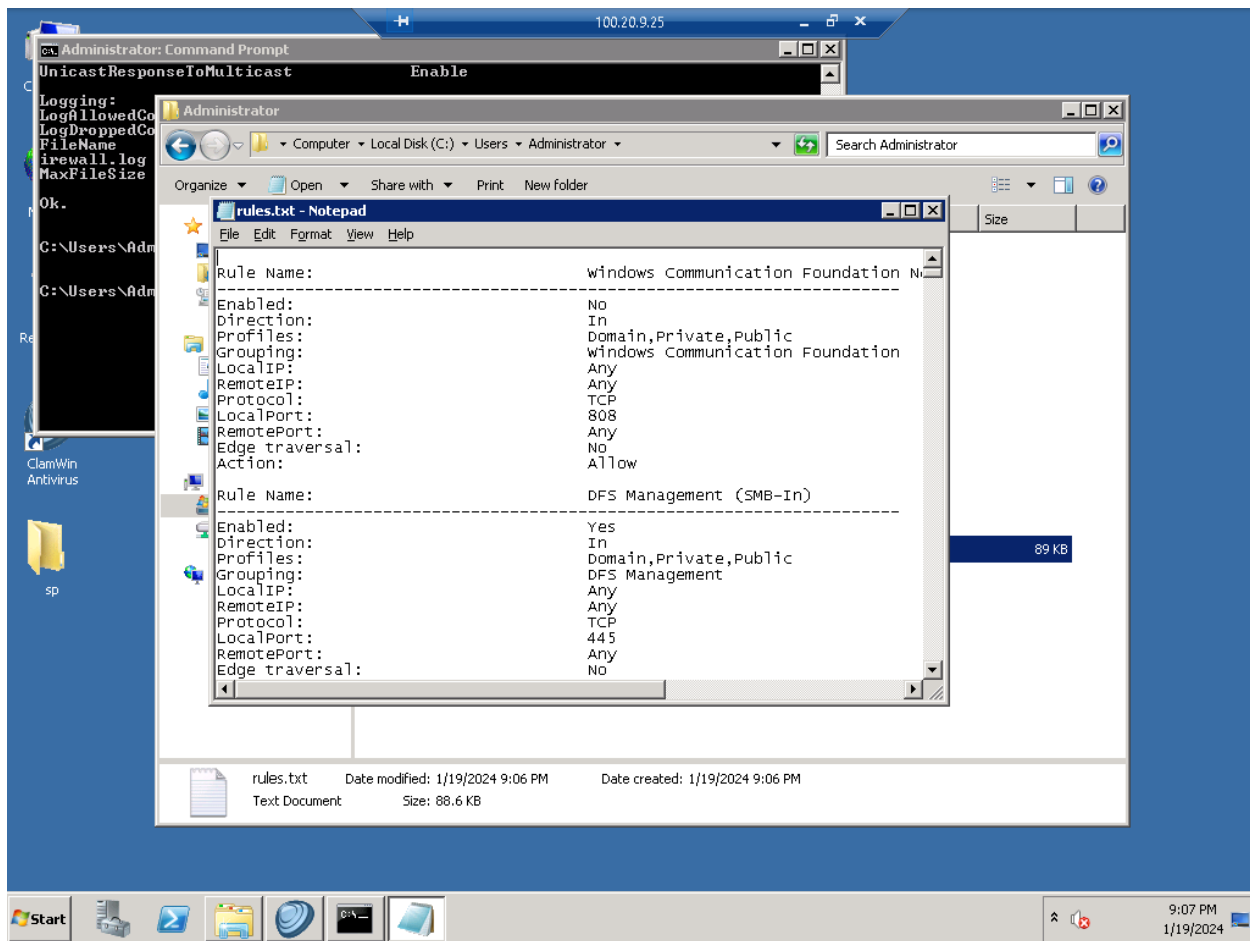 100.20.9.25
Administrator: Command Prompt
UnicastResponseToMulticast Enable
Logging:
LogAllowedCo
LogDroppedCo
FileName
irewall.log
MaxFileSize
Ok.
C:\Users\Adm
C:\Users\Adm
Administrator
Computer Local Disk (C:) Users Administrator
Search Administrator
Organize Open Share with Print New folder
Size
rules.txt - Notepad
File Edit Format View Help
Rule Name: Windows Communication Foundation
----------------------------------------------------------------------
Enabled: No
Direction: In
Profiles: Domain,Private,Public
Grouping: Windows Communication Foundation
LocalIP: Any
RemoteIP: Any
Protocol: TCP
LocalPort: 808
RemotePort: Any
Edge traversal: No
Action: Allow
Rule Name: DFS Management (SMB-In)
----------------------------------------------------------------------
Enabled: Yes
Direction: In
Profiles: Domain,Private,Public
Grouping: DFS Management
LocalIP: Any
RemoteIP: Any
Protocol: TCP
LocalPort: 445
RemotePort: Any
Edge traversal: No
89 KB
rules.txt Date modified: 1/19/2024 9:06 PM Date created: 1/19/2024 9:06 PM
Text Document Size: 88.6 KB
ClamWin
Antivirus
sp
Start
9:07 PM
1/19/2024